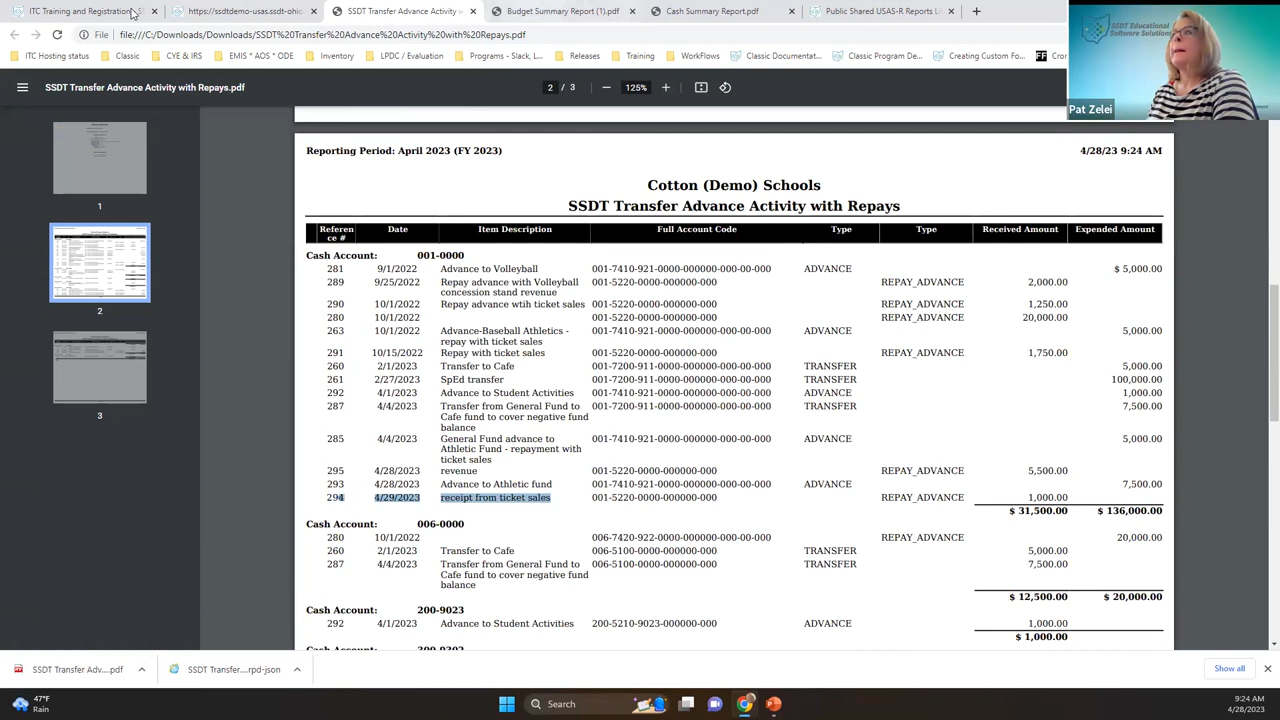 ITC Training and Registrations S
https://ssdtdemo-usas.ssdt-ohio.
SSDT Transfer Advance Activity w
Budget Summary Report (1).pdf
Cash Summary Report.pdf
Public Shared USAS-R Reports Li
File
file:///C:/Downloads/Downloads/SSDT%20Transfer%20Advance%20Activity%20with%20Repays.pdf
ITC Hosting status
Classic
CYE & IRS
EMIS * AOS * ODE
Inventory
LPDC / Evaluation
Programs - Slack, L...
Releases
Training
WorkFlows
Classic Documentat...
Classic Program De...
Creating Custom Fo...
Cron
SSDT Educational
Software Solutions
Pat Zelei
SSDT Transfer Advance Activity with Repays.pdf
2 / 3
125%
1
2
3
Reporting Period: April 2023 (FY 2023) 4/28/23 9:24 AM
Cotton (Demo) Schools
SSDT Transfer Advance Activity with Repays
Referen Date Item Description Full Account Code Type Type Received Amount Expended Amount
ce #
Cash Account: 001-0000
281 9/1/2022 Advance to Volleyball 001-7410-921-0000-000000-000-00-000 ADVANCE $ 5,000.00
289 9/25/2022 Repay advance with Volleyball 001-5220-0000-000000-000 REPAY_ADVANCE 2,000.00
concession stand revenue
290 10/1/2022 Repay advance wtih ticket sales 001-5220-0000-000000-000 REPAY_ADVANCE 1,250.00
280 10/1/2022 001-5220-0000-000000-000 REPAY_ADVANCE 20,000.00
263 10/1/2022 Advance-Baseball Athletics - 001-7410-921-0000-000000-000-00-000 ADVANCE 5,000.00
repay with ticket sales
291 10/15/2022 Repay with ticket sales 001-5220-0000-000000-000 REPAY_ADVANCE 1,750.00
260 2/1/2023 Transfer to Cafe 001-7200-911-0000-000000-000-00-000 TRANSFER 5,000.00
261 2/27/2023 SpEd transfer 001-7200-911-0000-000000-000-00-000 TRANSFER 100,000.00
292 4/1/2023 Advance to Student Activities 001-7410-921-0000-000000-000-00-000 ADVANCE 1,000.00
287 4/4/2023 Transfer from General Fund to 001-7200-911-0000-000000-000-00-000 TRANSFER 7,500.00
Cafe fund to cover negative fund
balance
285 4/4/2023 General Fund advance to 001-7410-921-0000-000000-000-00-000 ADVANCE 5,000.00
Athletic Fund - repayment with
ticket sales
295 4/28/2023 revenue 001-5220-0000-000000-000 REPAY_ADVANCE 5,500.00
293 4/28/2023 Advance to Athletic fund 001-7410-921-0000-000000-000-00-000 ADVANCE 7,500.00
294 4/29/2023 receipt from ticket sales 001-5220-0000-000000-000 REPAY_ADVANCE 1,000.00
$ 31,500.00 $ 136,000.00
Cash Account: 006-0000
280 10/1/2022 006-7420-922-0000-000000-000-00-000 REPAY_ADVANCE 20,000.00
260 2/1/2023 Transfer to Cafe 006-5100-0000-000000-000 TRANSFER 5,000.00
287 4/4/2023 Transfer from General Fund to 006-5100-0000-000000-000 TRANSFER 7,500.00
Cafe fund to cover negative fund
balance
$ 12,500.00 $ 20,000.00
Cash Account: 200-9023
292 4/1/2023 Advance to Student Activities 200-5210-9023-000000-000 ADVANCE 1,000.00
$ 1,000.00
Cash Account: 300-9302
SSDT Transfer Adv....pdf
SSDT Transfer....rpd-json
Show all
47°F
Rain
Search
9:24 AM
4/28/2023